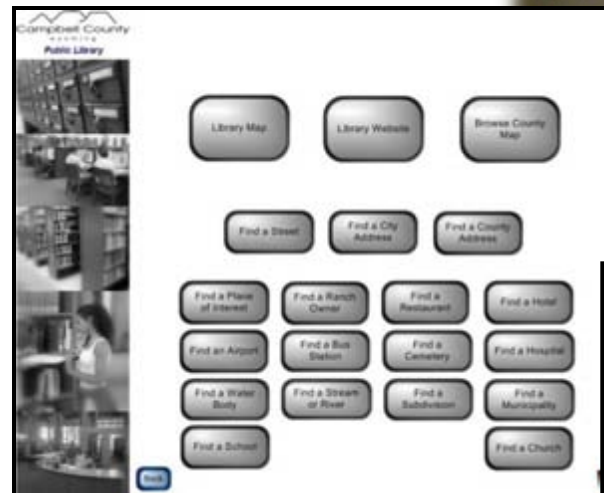 Campbell County
wyoming
Public Library
Library Map
Library Website
Browse County
Map
Find a Street
Find a City
Address
Find a County
Address
Find a Place
of Interest
Find a Ranch
Owner
Find a
Restaurant
Find a Hotel
Find an Airport
Find a Bus
Station
Find a
Cemetery
Find a Hospital
Find a Water
Body
Find a Stream
or River
Find a
Subdivision
Find a
Municipality
Find a School
Find a Church
Back